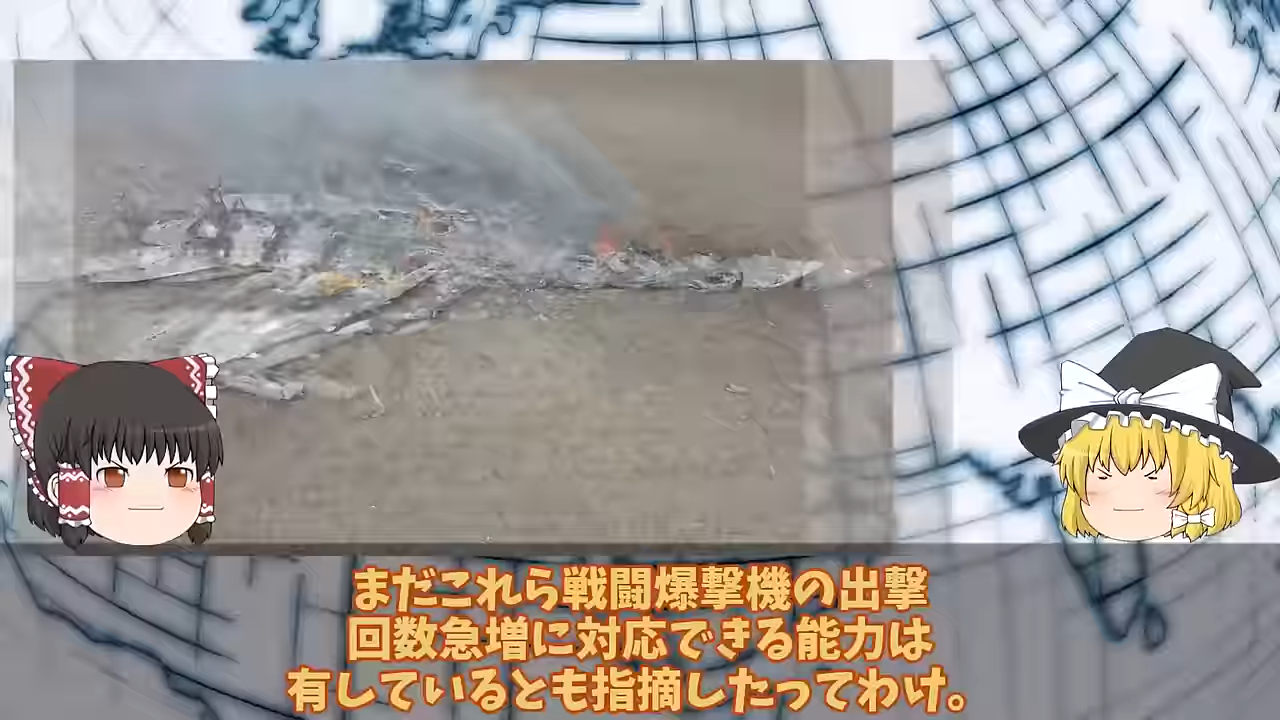 まだこれら戦闘爆撃機の出撃
回数急増に対応できる能力は
有しているとも指摘したってわけ。